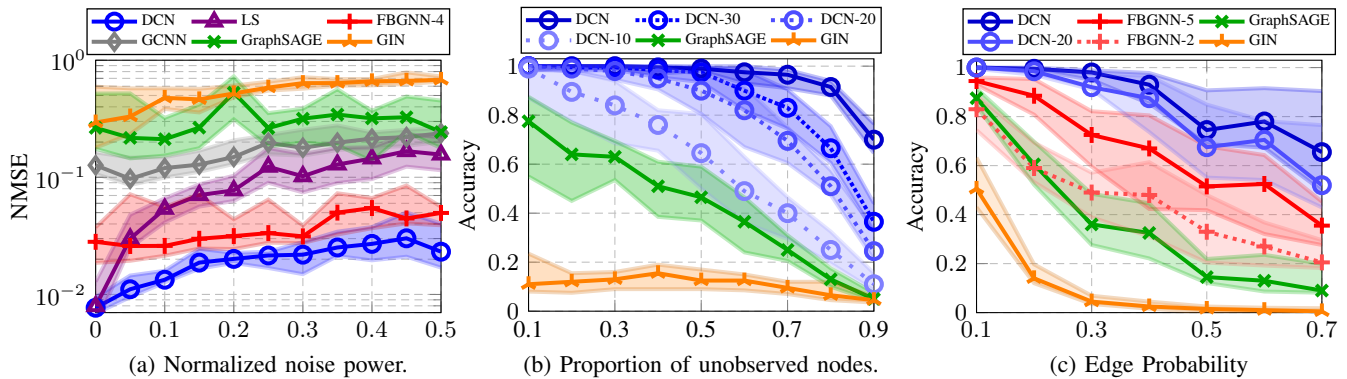 DCN LS FBGNN-4
GCNN GraphSAGE GIN
NMSE
10^0
10^-1
10^-2
0 0.1 0.2 0.3 0.4 0.5
(a) Normalized noise power.
DCN DCN-30 DCN-20
DCN-10 GraphSAGE GIN
Accuracy
1
0.8
0.6
0.4
0.2
0
0.1 0.3 0.5 0.7 0.9
(b) Proportion of unobserved nodes.
DCN FBGNN-5 GraphSAGE
DCN-20 FBGNN-2 GIN
Accuracy
1
0.8
0.6
0.4
0.2
0
0.1 0.3 0.5 0.7
(c) Edge Probability